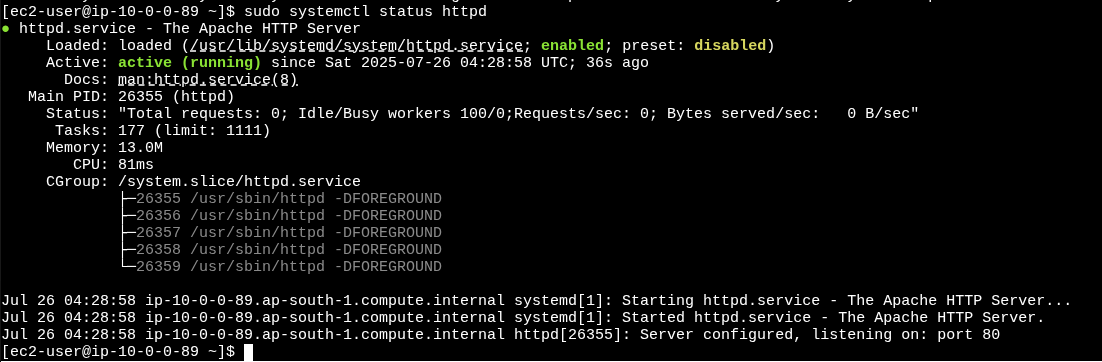 [ec2-user@ip-10-0-0-89 ~]$ sudo systemctl status httpd
● httpd.service - The Apache HTTP Server
     Loaded: loaded (/usr/lib/systemd/system/httpd.service; enabled; preset: disabled)
     Active: active (running) since Sat 2025-07-26 04:28:58 UTC; 36s ago
       Docs: man:httpd.service(8)
   Main PID: 26355 (httpd)
     Status: "Total requests: 0; Idle/Busy workers 100/0;Requests/sec: 0; Bytes served/sec:   0 B/sec"
      Tasks: 177 (limit: 1111)
     Memory: 13.0M
        CPU: 81ms
     CGroup: /system.slice/httpd.service
             ├─26355 /usr/sbin/httpd -DFOREGROUND
             ├─26356 /usr/sbin/httpd -DFOREGROUND
             ├─26357 /usr/sbin/httpd -DFOREGROUND
             ├─26358 /usr/sbin/httpd -DFOREGROUND
             └─26359 /usr/sbin/httpd -DFOREGROUND

Jul 26 04:28:58 ip-10-0-0-89.ap-south-1.compute.internal systemd[1]: Starting httpd.service - The Apache HTTP Server...
Jul 26 04:28:58 ip-10-0-0-89.ap-south-1.compute.internal systemd[1]: Started httpd.service - The Apache HTTP Server.
Jul 26 04:28:58 ip-10-0-0-89.ap-south-1.compute.internal httpd[26355]: Server configured, listening on: port 80
[ec2-user@ip-10-0-0-89 ~]$